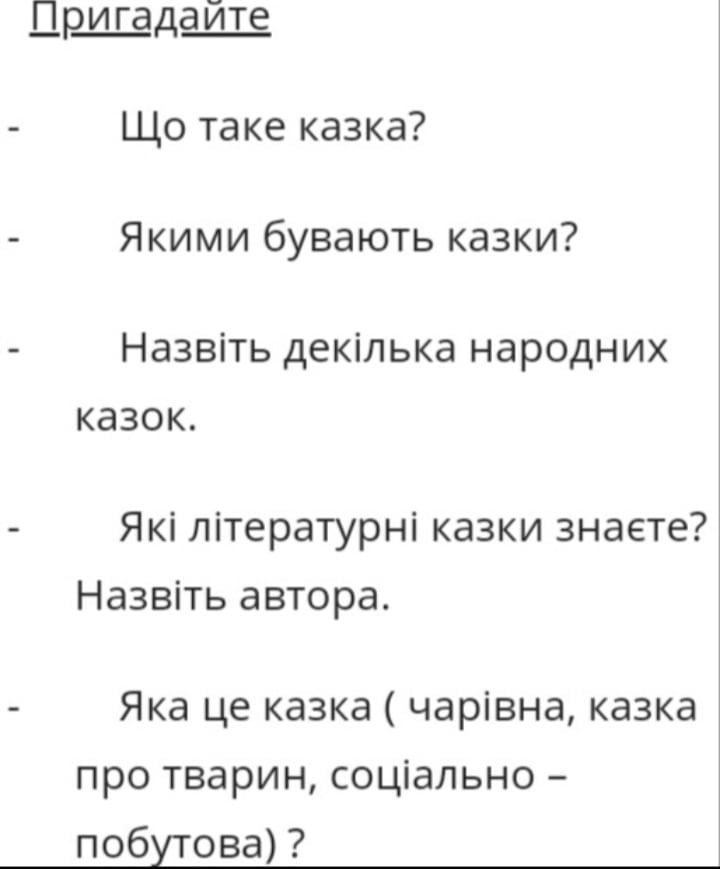 Пригадайте
- Що таке казка?
- Якими бувають казки?
- Назвіть декілька народних
казок.
- Які літературні казки знаєте?
Назвіть автора.
- Яка це казка ( чарівна, казка
про тварин, соціально –
побутова) ?